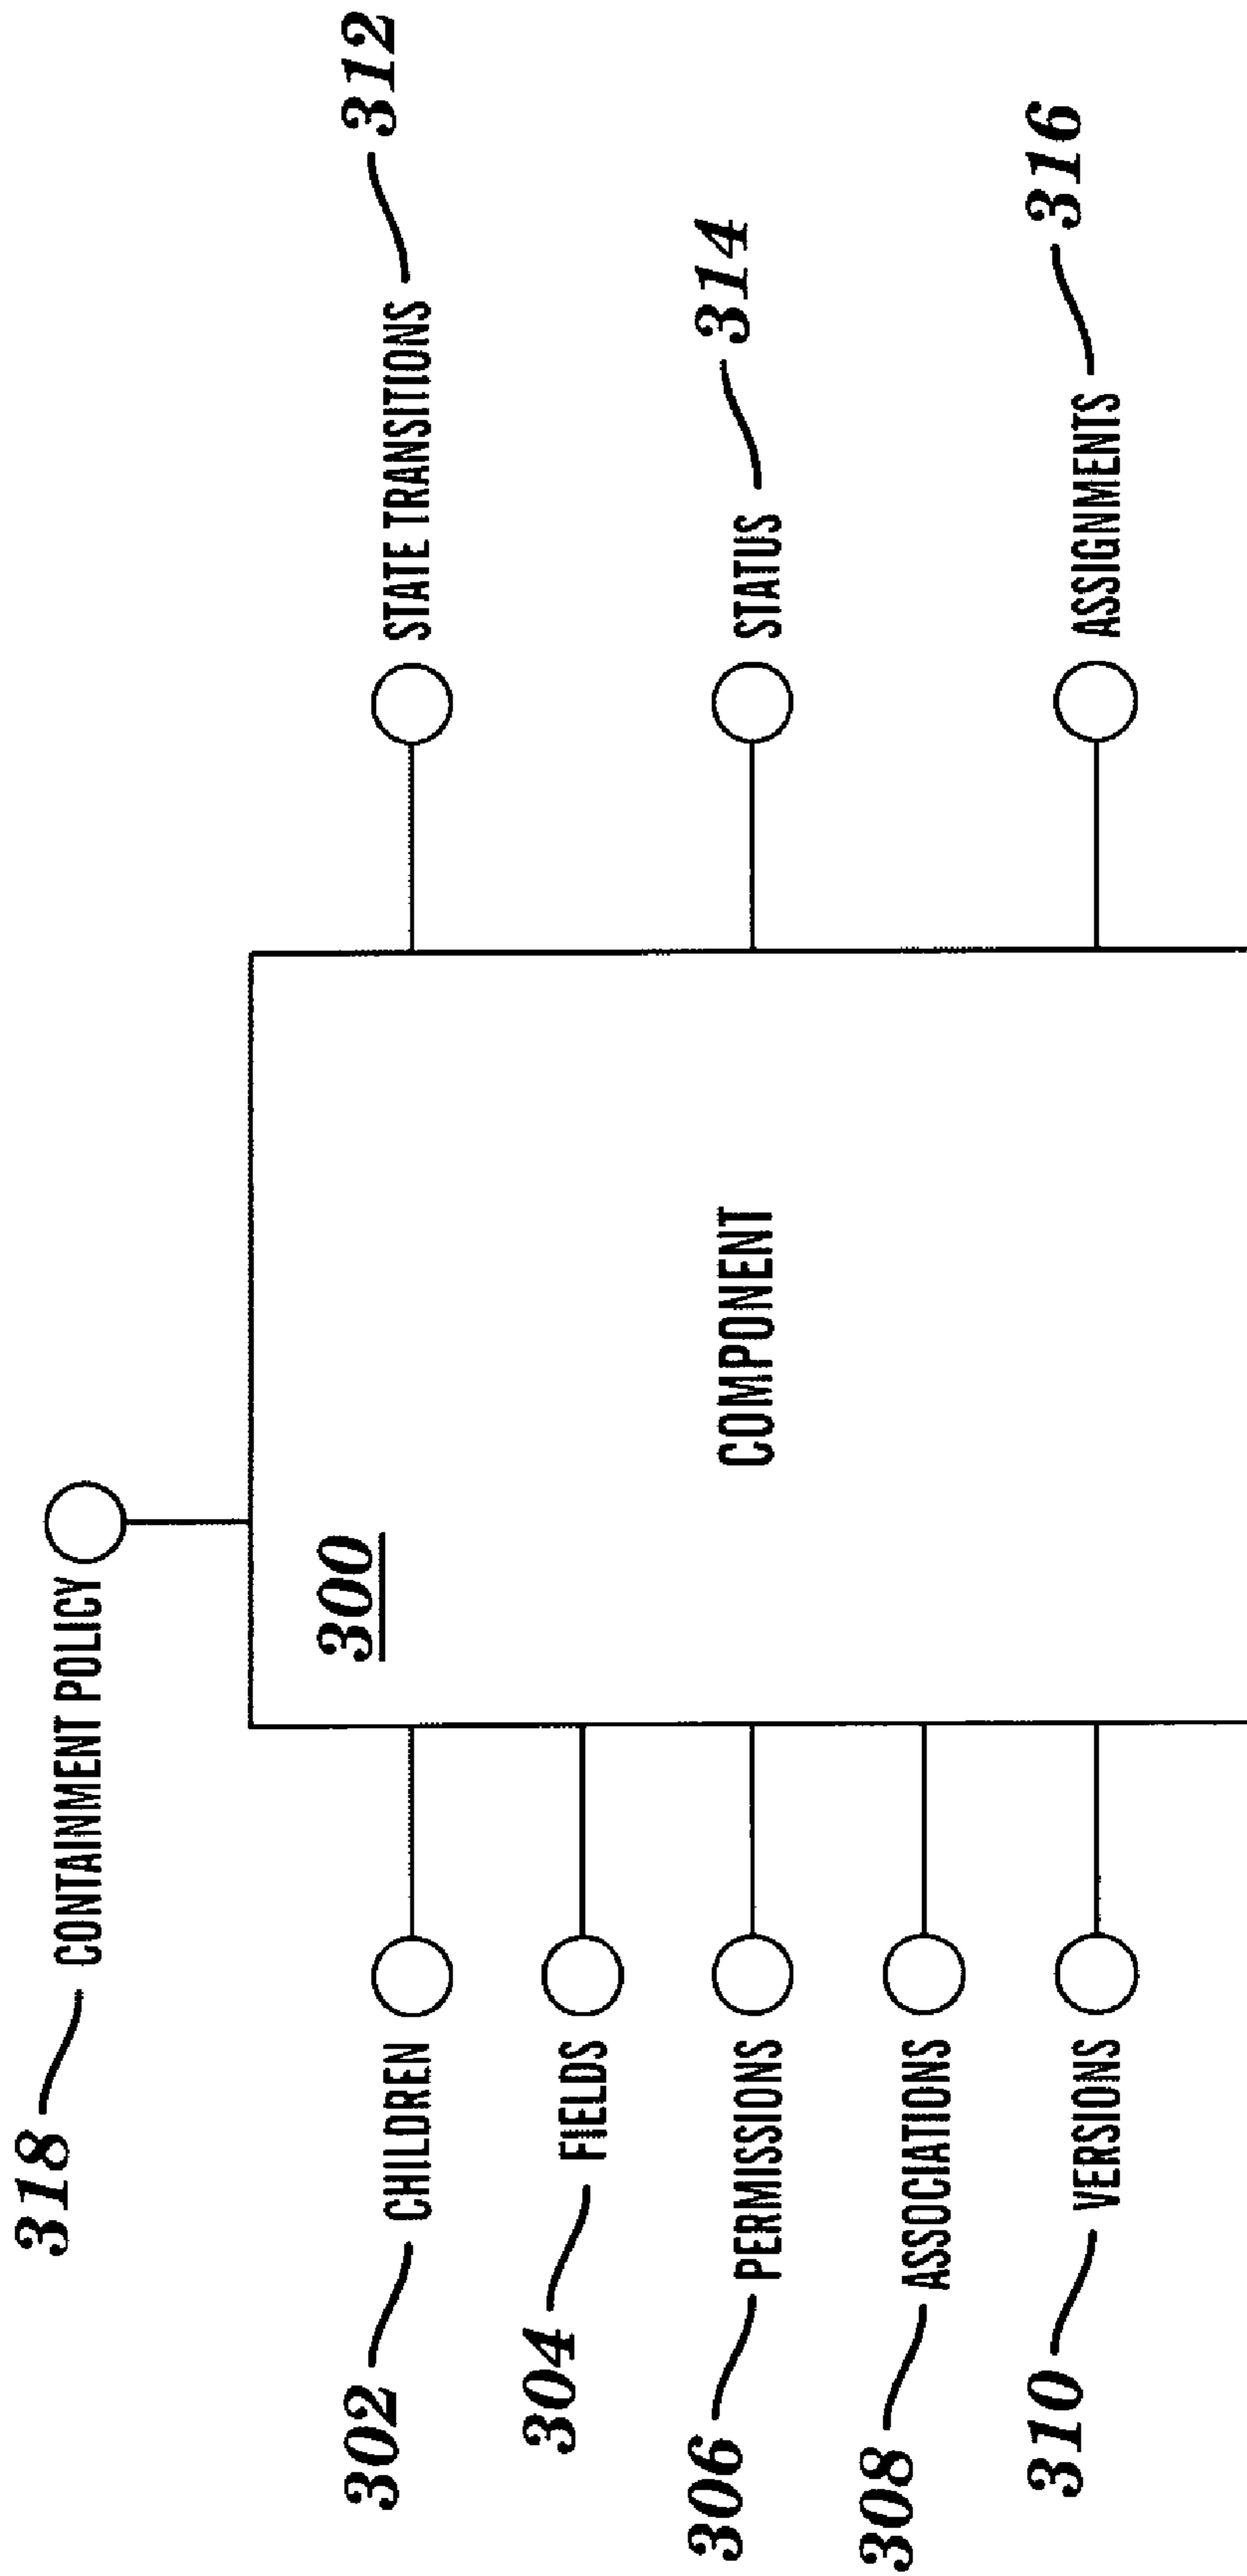 318 CONTAINMENT POLICY
302 CHILDREN
304 FIELDS
306 PERMISSIONS
308 ASSOCIATIONS
310 VERSIONS
300
COMPONENT
STATE TRANSITIONS 312
STATUS 314
ASSIGNMENTS 316